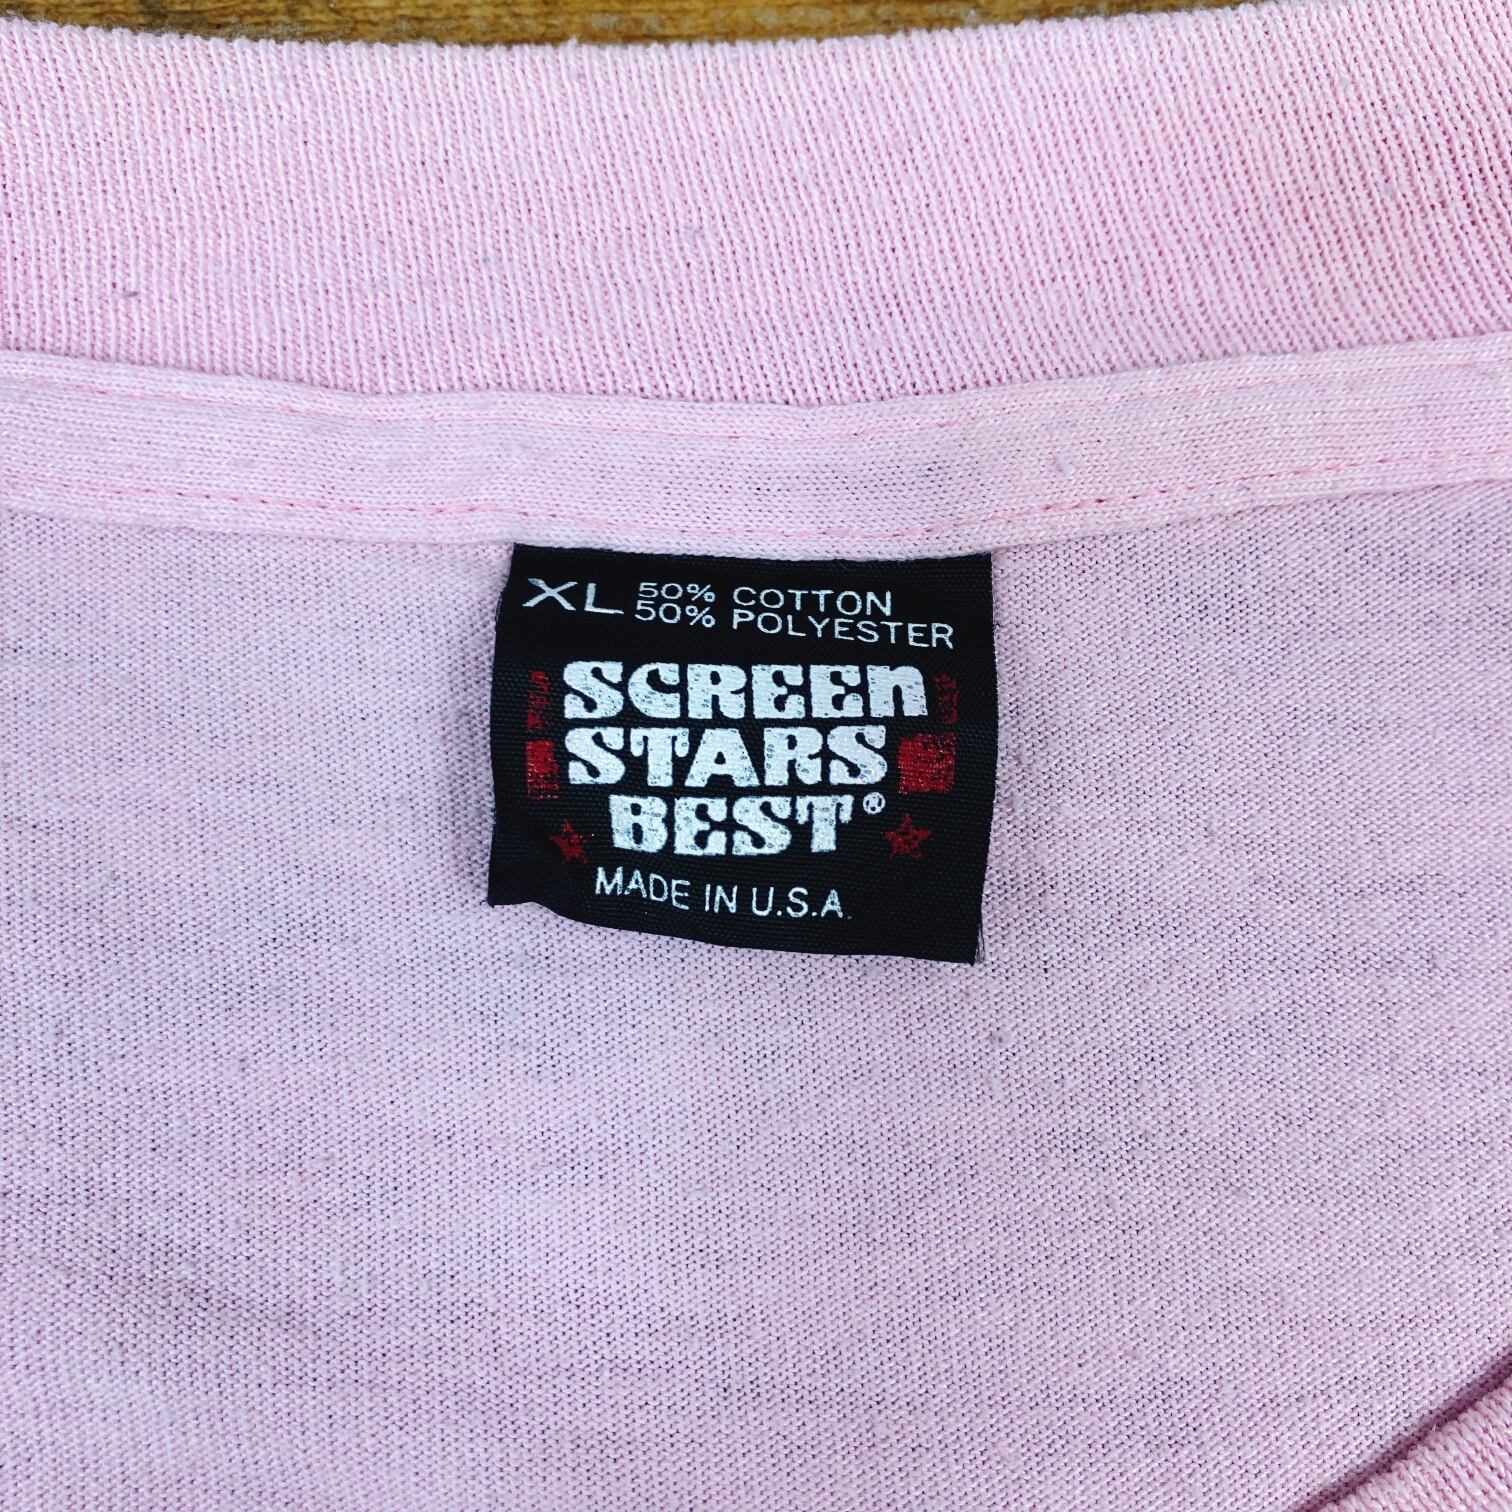 XL 50% COTTON
50% POLYESTER
SCREEn
STARS
BEST®
MADE IN U.S.A.